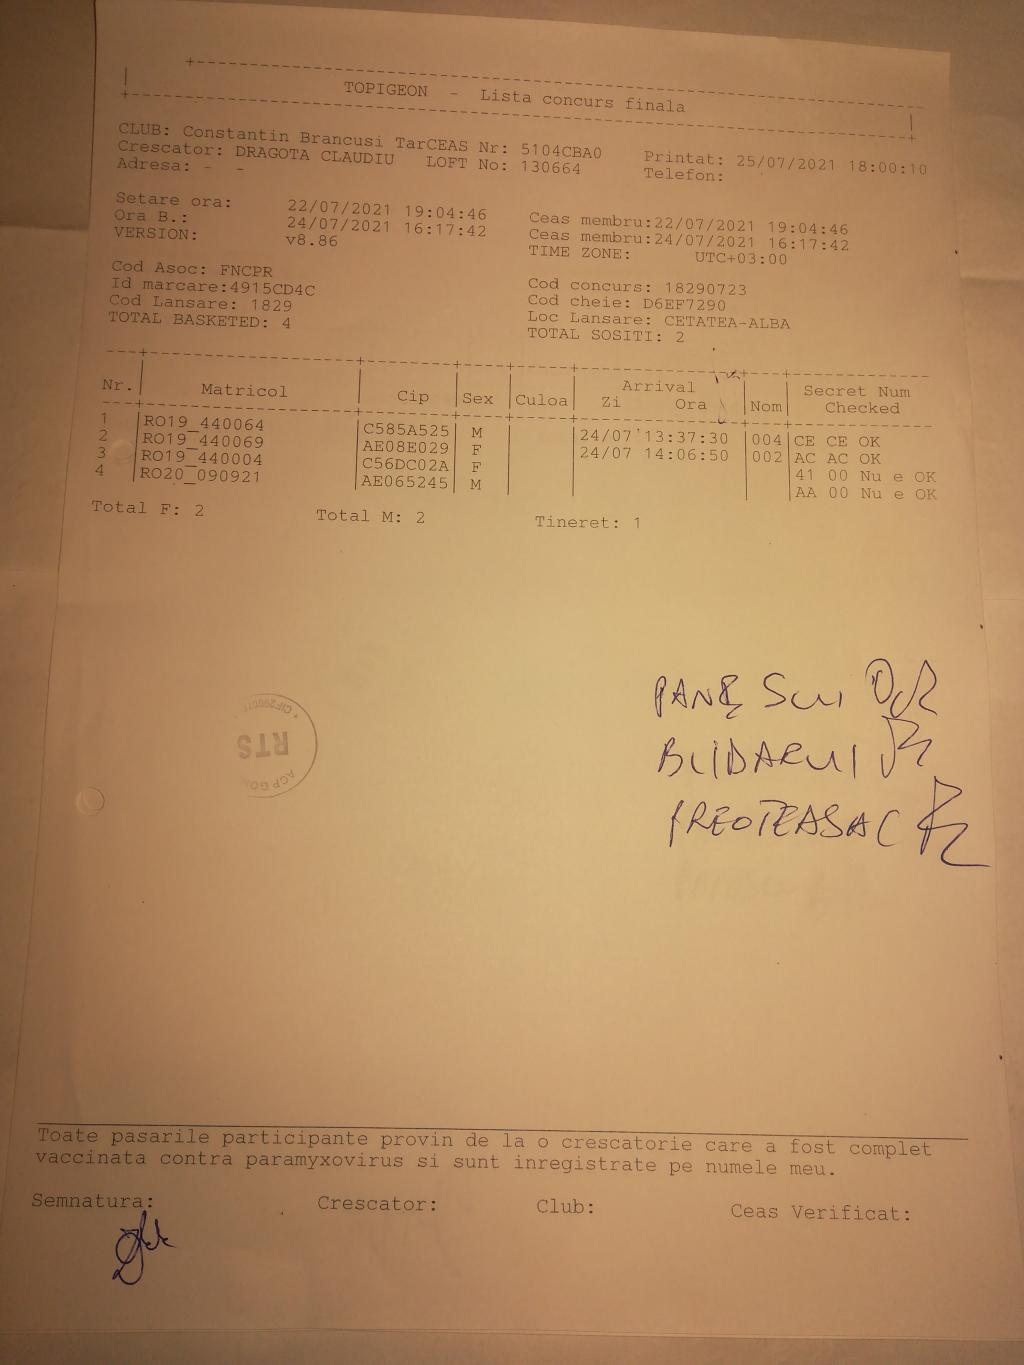 TOPIGEON - Lista concurs finala
CLUB: Constantin Brancusi TarCEAS Nr: 5104CBA0
Crescator: DRAGOTA CLAUDIU LOFT No: 130664 Printat: 25/07/2021 18:00:10
Adresa: - - Telefon:
Setare ora: 22/07/2021 19:04:46 Ceas membru:22/07/2021 19:04:46
Ora B.: 24/07/2021 16:17:42 Ceas membru:24/07/2021 16:17:42
VERSION: v8.86 TIME ZONE: UTC+03:00
Cod Asoc: FNCPR
Id marcare:4915CD4C Cod concurs: 18290723
Cod Lansare: 1829 Cod cheie: D6EF7290
TOTAL BASKETED: 4 Loc Lansare: CETATEA-ALBA
TOTAL SOSITI: 2
Nr. Matricol Cip Sex Culoa Arrival Zi Ora Nom Secret Num Checked
1 RO19_440064 C585A525 M 24/07 13:37:30 004 CE CE OK
2 RO19_440069 AE08E029 F 24/07 14:06:50 002 AC AC OK
3 RO19_440004 C56DC02A F 41 00 Nu e OK
4 RO20_090921 AE065245 M AA 00 Nu e OK
Total F: 2 Total M: 2 Tineret: 1
RTS
BLIDARUI
PREOTEASA C
Toate pasarile participante provin de la o crescatorie care a fost complet
vaccinata contra paramyxovirus si sunt inregistrate pe numele meu.
Semnatura: Crescator: Club: Ceas Verificat: